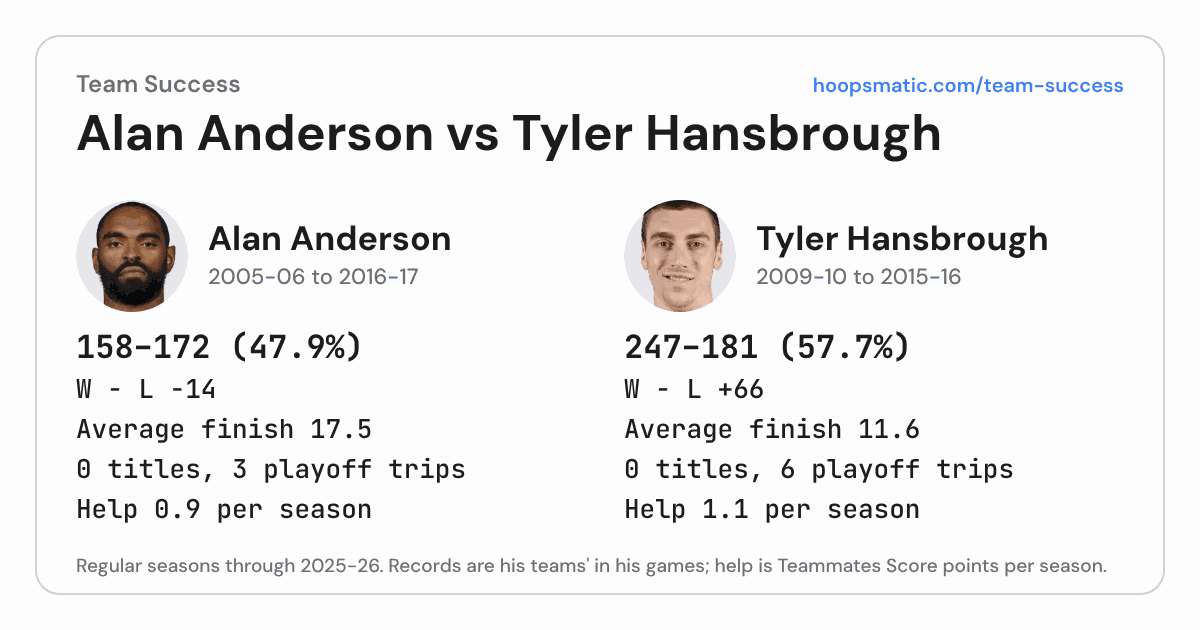 Team Success
hoopsmatic.com/team-success
Alan Anderson vs Tyler Hansbrough
Alan Anderson
2005-06 to 2016-17
158-172 (47.9%)
W - L -14
Average finish 17.5
0 titles, 3 playoff trips
Help 0.9 per season
Tyler Hansbrough
2009-10 to 2015-16
247-181 (57.7%)
W - L +66
Average finish 11.6
0 titles, 6 playoff trips
Help 1.1 per season
Regular seasons through 2025-26. Records are his teams' in his games; help is Teammates Score points per season.